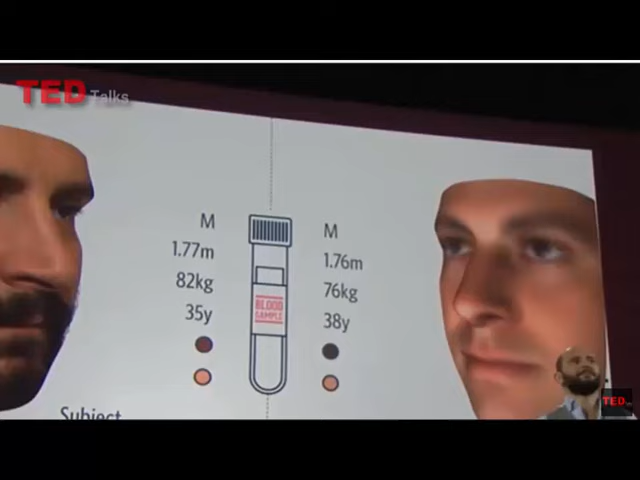 TED Talks
M
1.77m
82kg
35y
BLOOD
SAMPLE
M
1.76m
76kg
38y
Subject
TED